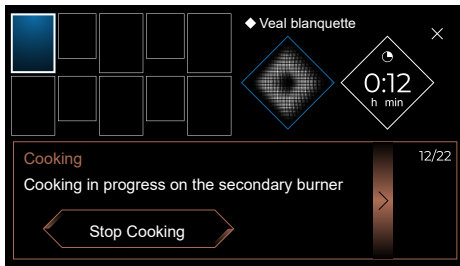 Veal blanquette
0:12
h min
Cooking
12/22
Cooking in progress on the secondary burner
Stop Cooking